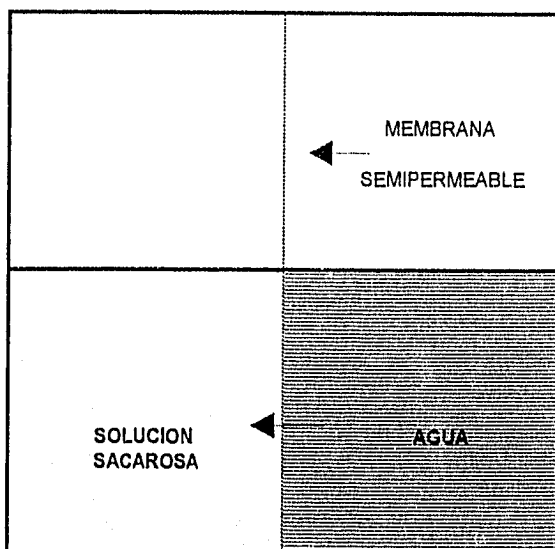 MEMBRANA
SEMIPERMEABLE
SOLUCION
SACAROSA
AGUA